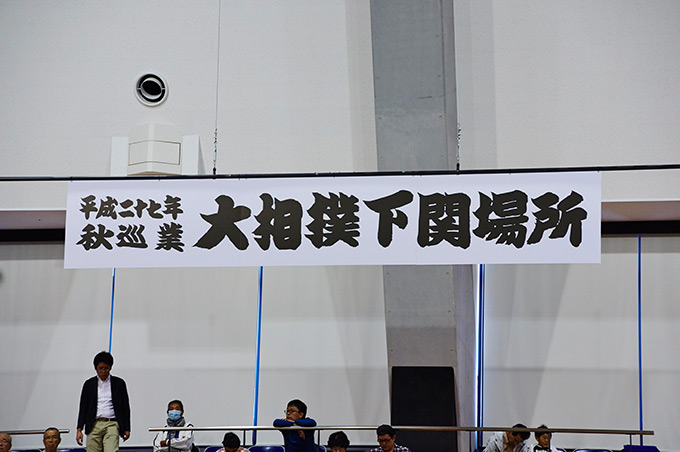 平成二十七年
秋巡業
大相撲下関場所